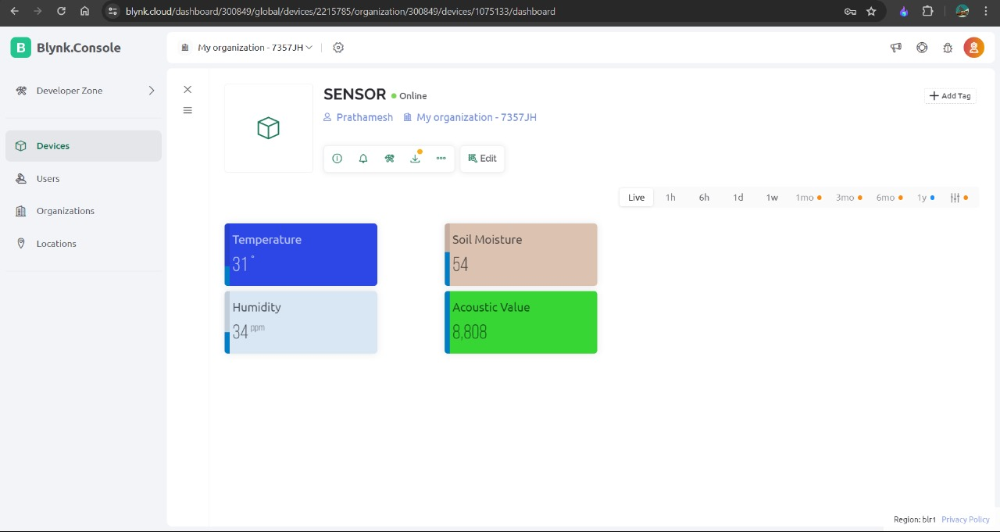 blynk.cloud/dashboard/300849/global/devices/2215785/organization/300849/devices/1075133/dashboard
B Blynk.Console
My organization - 7357JH
Developer Zone
Devices
Users
Organizations
Locations
SENSOR Online
Prathamesh My organization - 7357JH
Add Tag
Edit
Live 1h 6h 1d 1w 1mo 3mo 6mo 1y
Temperature
31 °
Soil Moisture
54
Humidity
34 ppm
Acoustic Value
8,808
Region: blr1 Privacy Policy